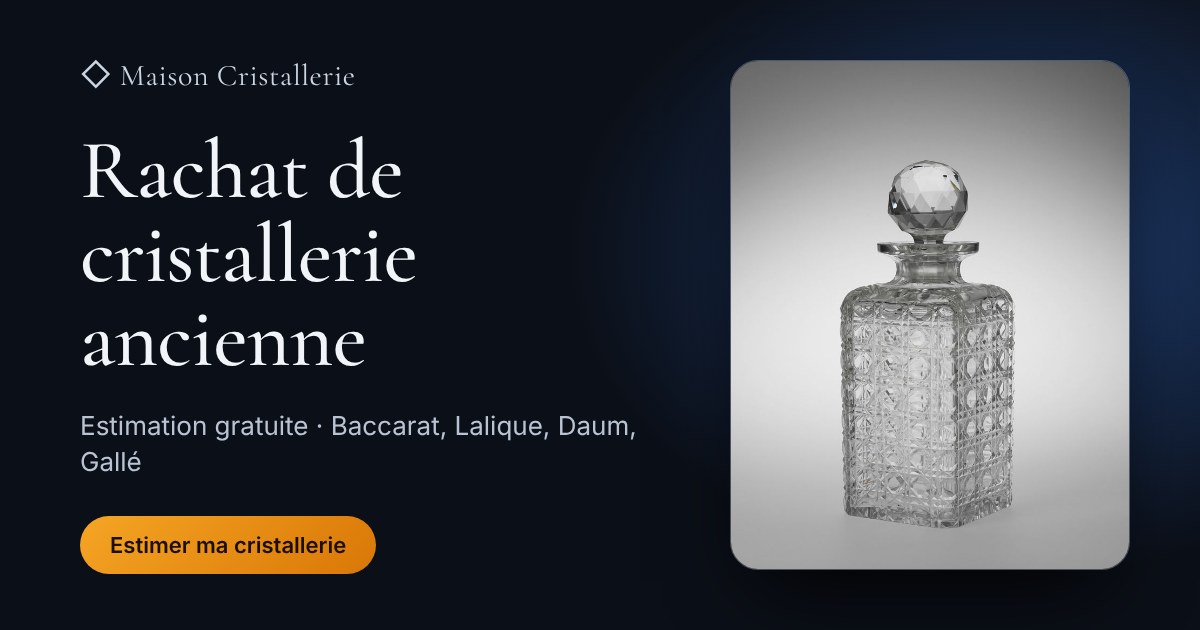 Maison Cristallerie
Rachat de
cristallerie
ancienne
Estimation gratuite · Baccarat, Lalique, Daum,
Gallé
Estimer ma cristallerie